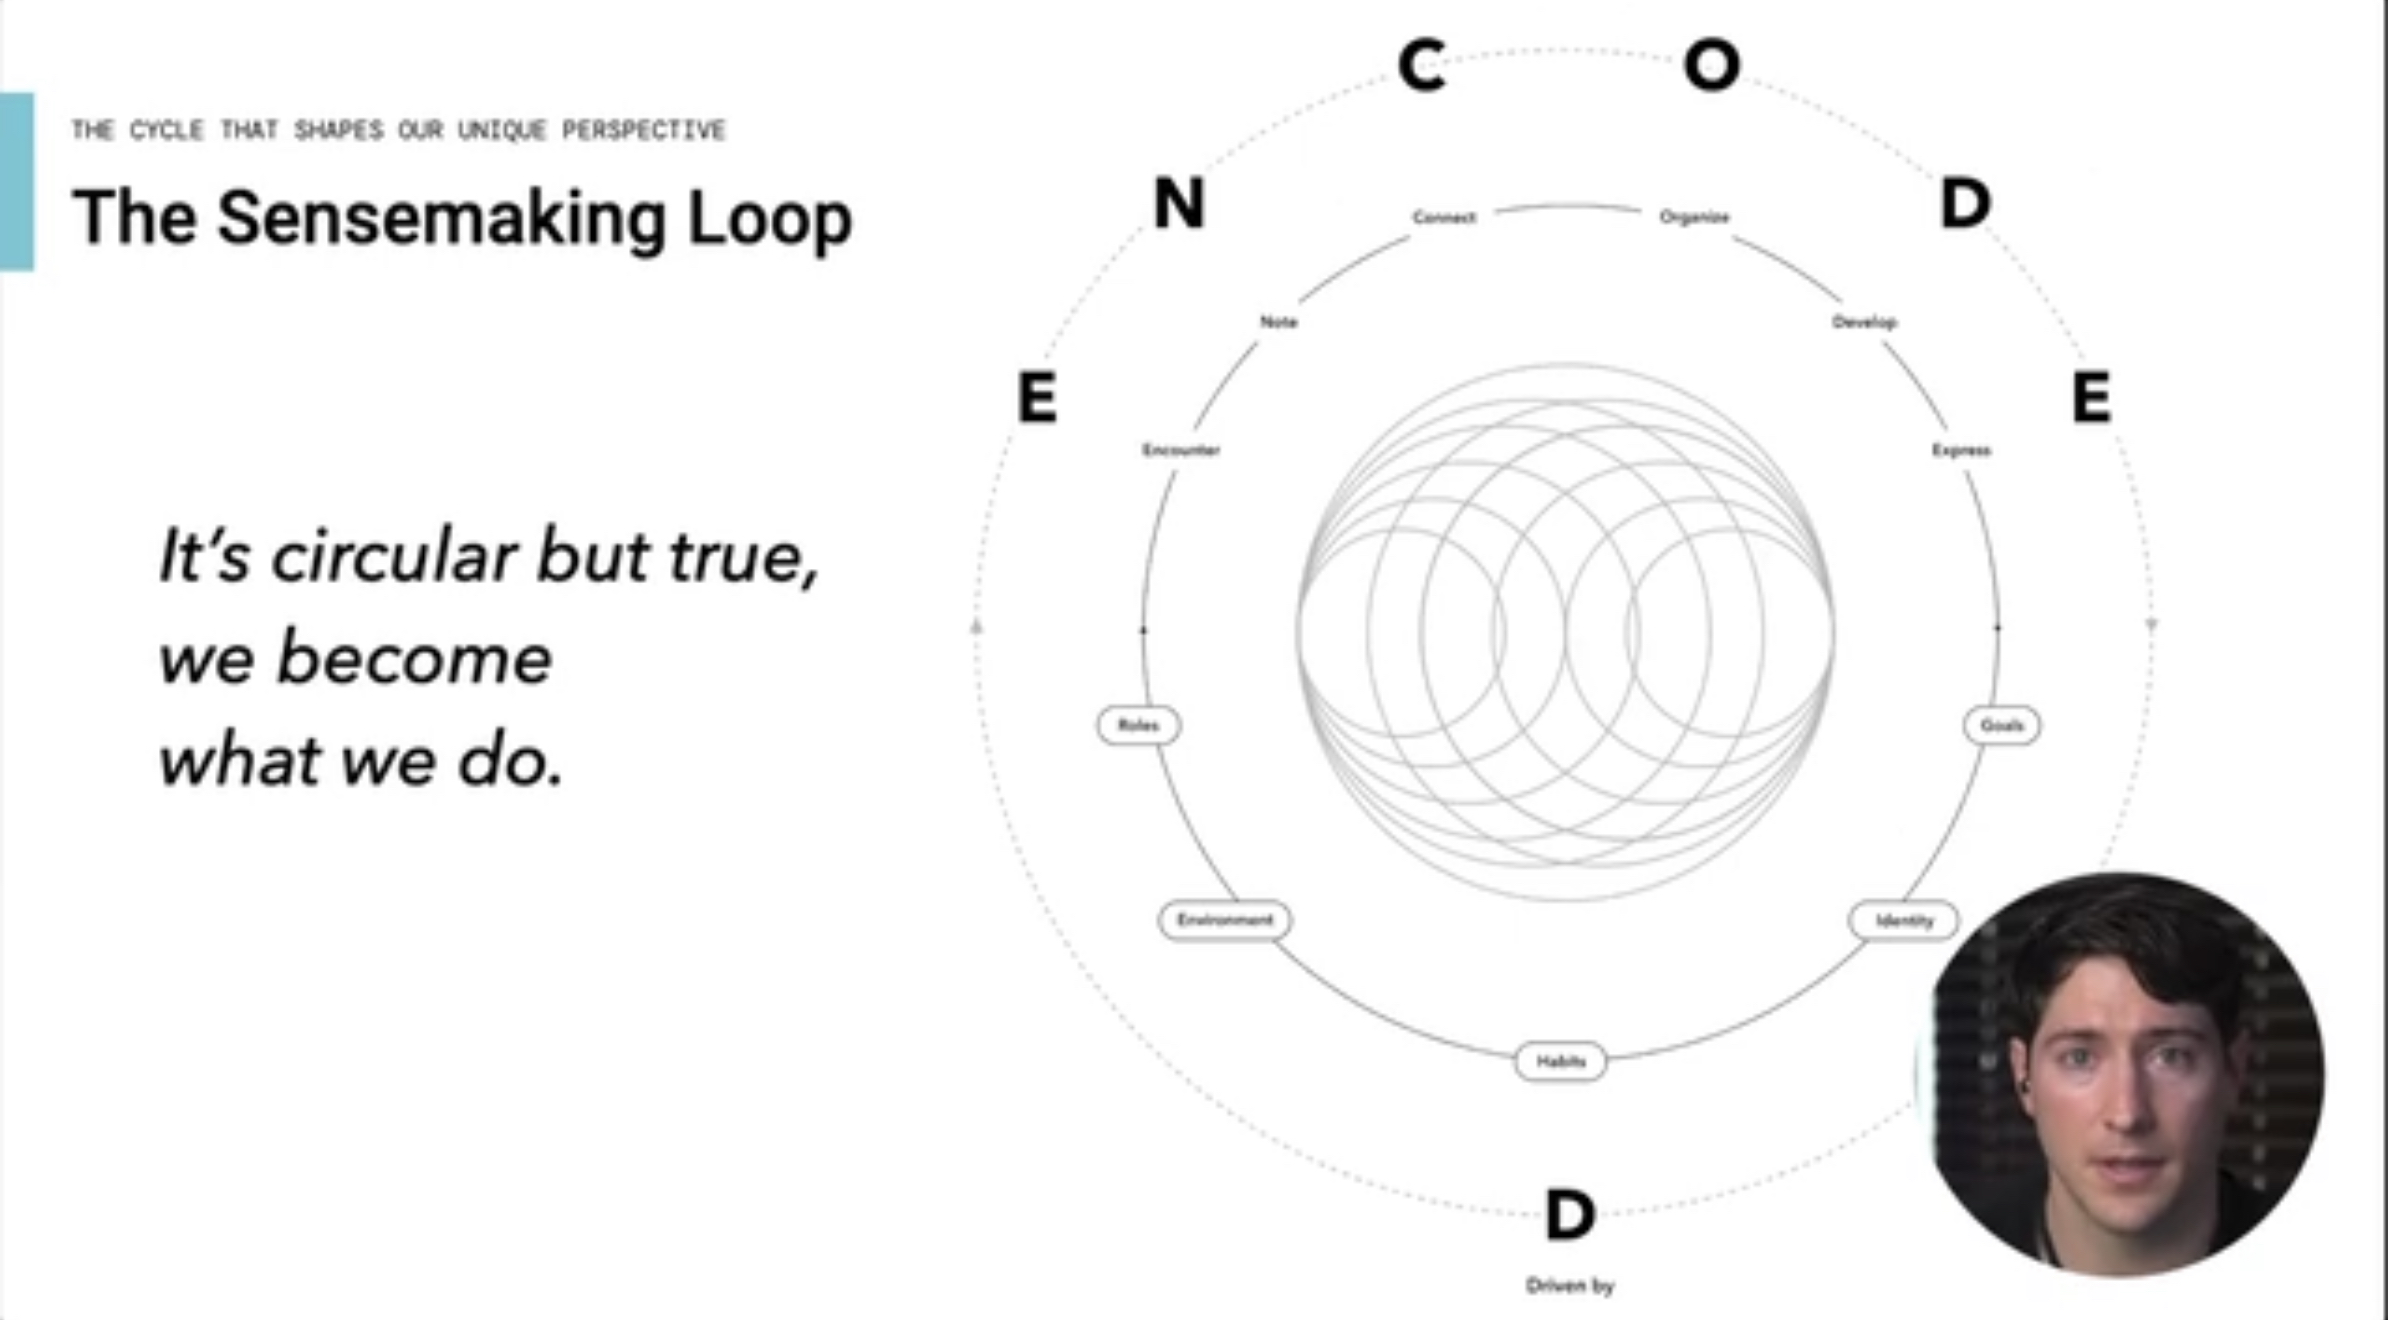 THE CYCLE THAT SHAPES OUR UNIQUE PERSPECTIVE
The Sensemaking Loop
It's circular but true,
we become
what we do.
E
N
C
O
D
E
D
Driven by
Encounter
Note
Connect
Organize
Develop
Express
Goals
Identity
Habits
Environment
Roles